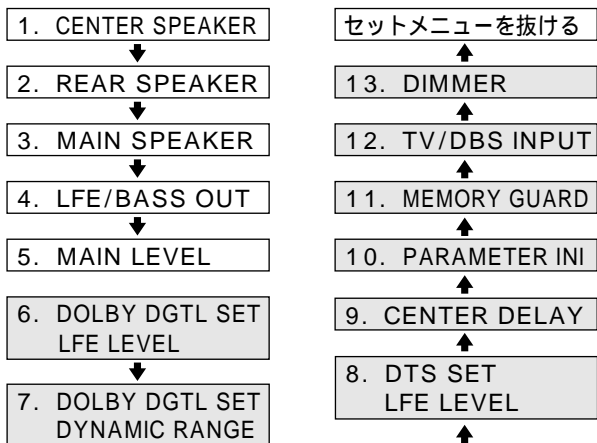 1. CENTER SPEAKER
2. REAR SPEAKER
3. MAIN SPEAKER
4. LFE/BASS OUT
5. MAIN LEVEL
6. DOLBY DGTL SET
LFE LEVEL
7. DOLBY DGTL SET
DYNAMIC RANGE
セットメニューを抜ける
13. DIMMER
12. TV/DBS INPUT
11. MEMORY GUARD
10. PARAMETER INI
9. CENTER DELAY
8. DTS SET
LFE LEVEL